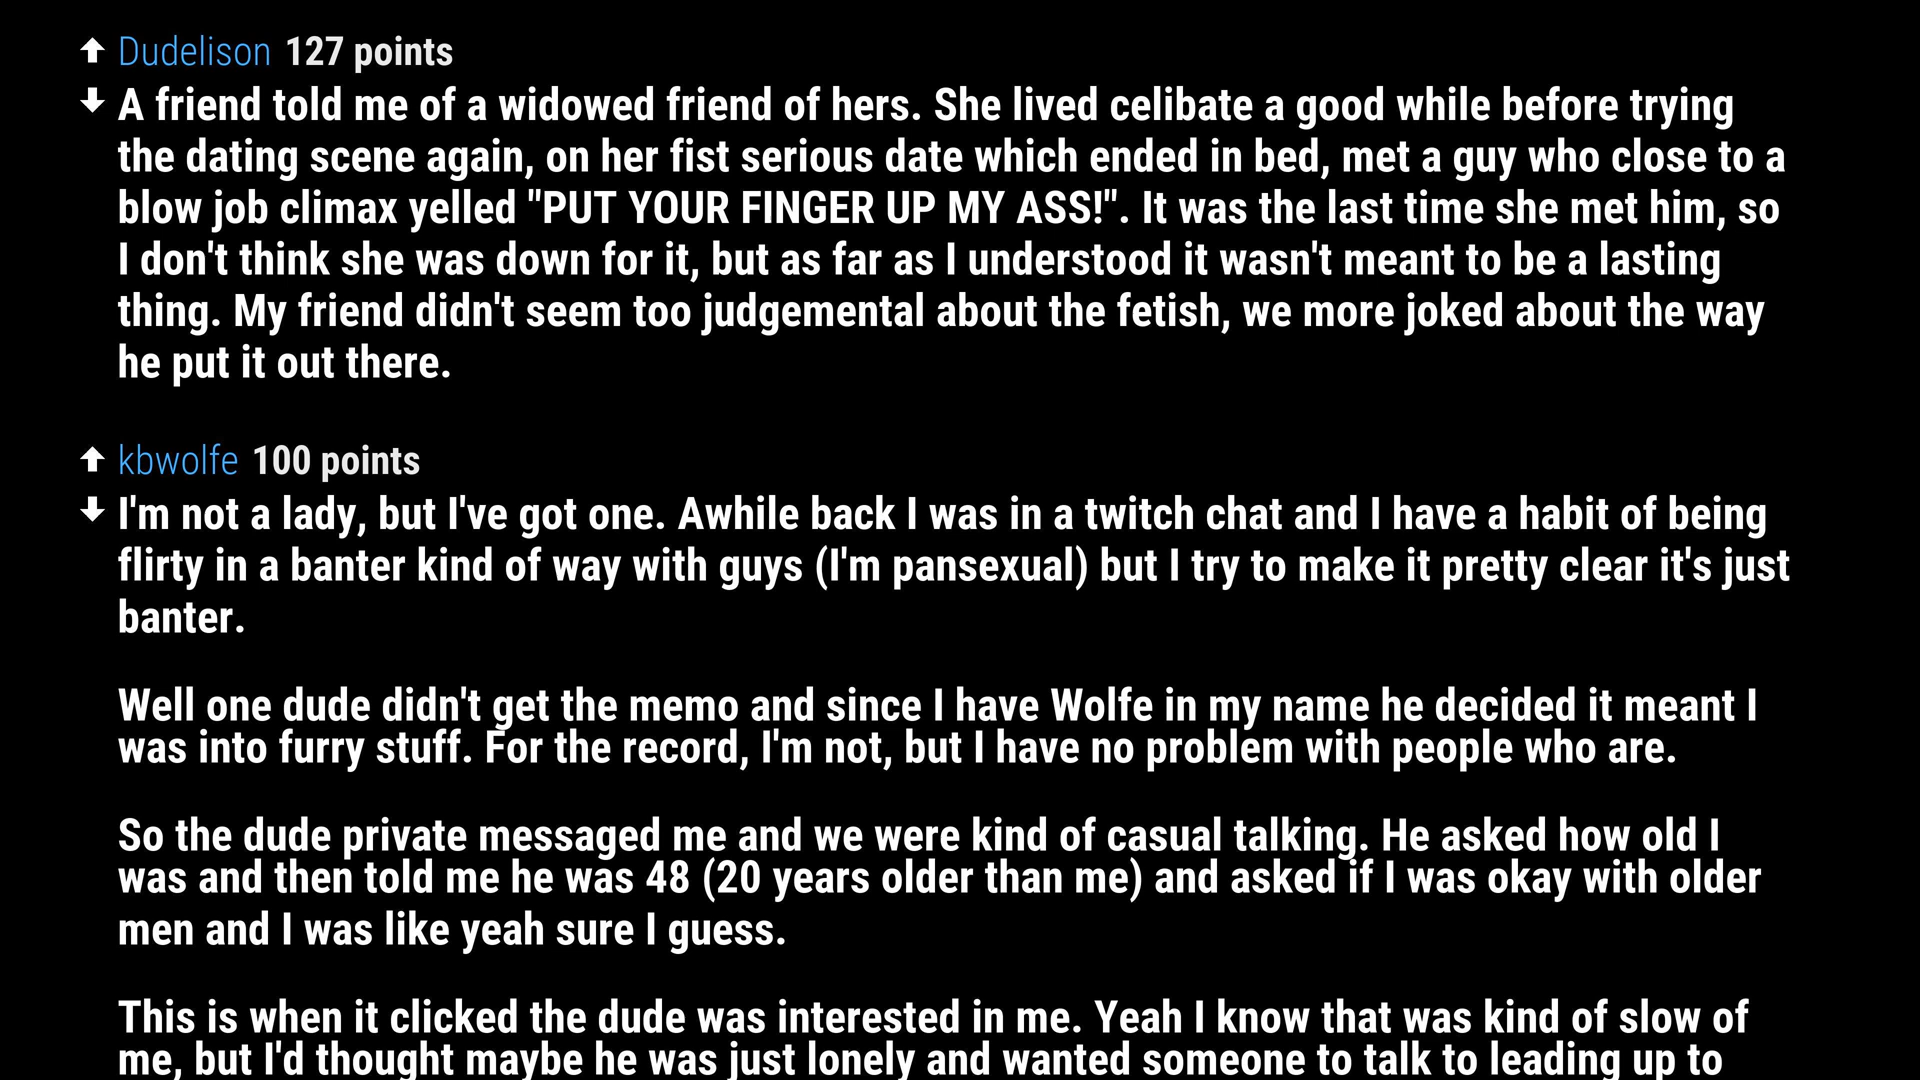 Dudelison 127 points
A friend told me of a widowed friend of hers. She lived celibate a good while before trying
the dating scene again, on her fist serious date which ended in bed, met a guy who close to a
blow job climax yelled "PUT YOUR FINGER UP MY ASS!". It was the last time she met him, so
I don't think she was down for it, but as far as I understood it wasn't meant to be a lasting
thing. My friend didn't seem too judgemental about the fetish, we more joked about the way
he put it out there.
kbwolfe 100 points
I'm not a lady, but I've got one. Awhile back I was in a twitch chat and I have a habit of being
flirty in a banter kind of way with guys (I'm pansexual) but I try to make it pretty clear it's just
banter.
Well one dude didn't get the memo and since I have Wolfe in my name he decided it meant I
was into furry stuff. For the record, I'm not, but I have no problem with people who are.
So the dude private messaged me and we were kind of casual talking. He asked how old I
was and then told me he was 48 (20 years older than me) and asked if I was okay with older
men and I was like yeah sure I guess.
This is when it clicked the dude was interested in me. Yeah I know that was kind of slow of
me, but I'd thought maybe he was just lonely and wanted someone to talk to leading up to